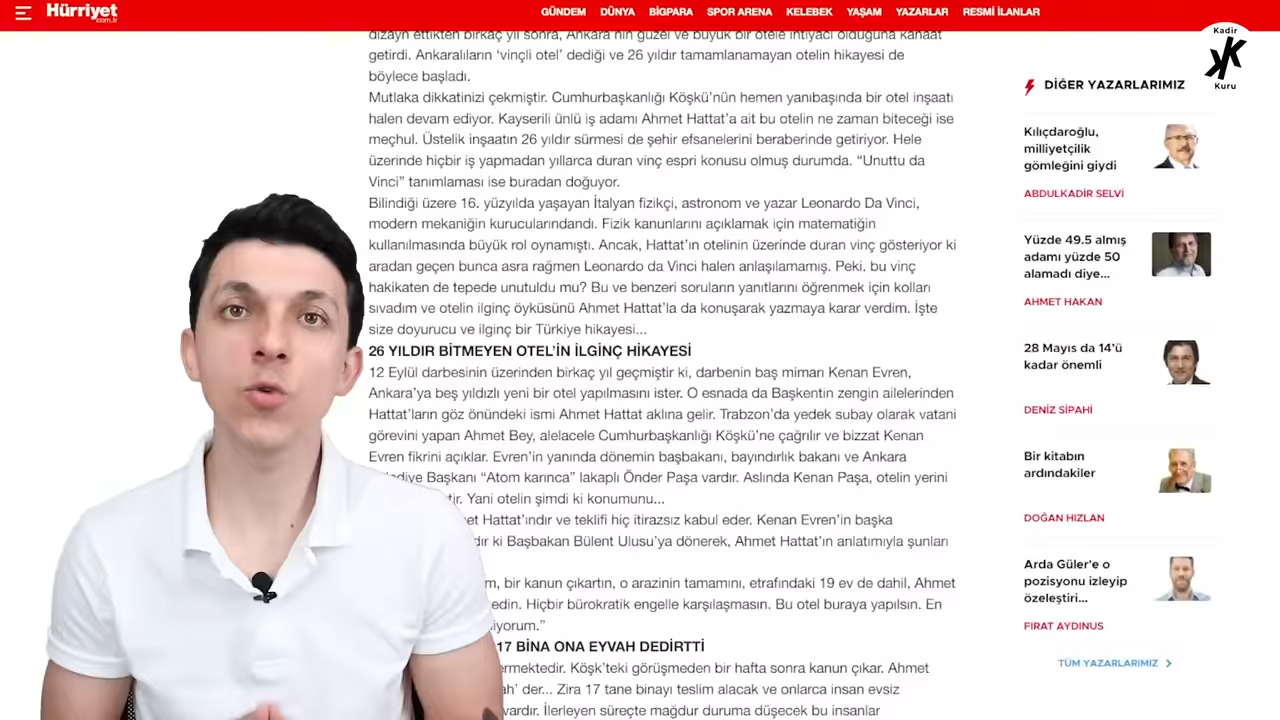 Hürriyet
.com.tr
GÜNDEM DÜNYA BİGPARA SPOR ARENA KELEBEK YAŞAM YAZARLAR RESMİ İLANLAR
Kadir
Kuru
dizayn ettikten birkaç yıl sonra, Ankara'nın güzel ve büyük bir otele ihtiyacı olduğuna kanaat
getirdi. Ankaralıların ‘vinçli otel’ dediği ve 26 yıldır tamamlanamayan otelin hikayesi de
böylece başladı.
Mutlaka dikkatinizi çekmiştir. Cumhurbaşkanlığı Köşkü’nün hemen yanıbaşında bir otel inşaatı
halen devam ediyor. Kayserili ünlü iş adamı Ahmet Hattat’a ait bu otelin ne zaman biteceği ise
meçhul. Üstelik inşaatın 26 yıldır sürmesi de şehir efsanelerini beraberinde getiriyor. Hele
üzerinde hiçbir iş yapmadan yıllarca duran vinç espri konusu olmuş durumda. “Unuttu da
Vinci” tanımlaması ise buradan doğuyor.
Bilindiği üzere 16. yüzyılda yaşayan İtalyan fizikçi, astronom ve yazar Leonardo Da Vinci,
modern mekaniğin kurucularındandı. Fizik kanunlarını açıklamak için matematiğin
kullanılmasında büyük rol oynamıştı. Ancak, Hattat’ın otelinin üzerinde duran vinç gösteriyor ki
aradan geçen bunca asra rağmen Leonardo da Vinci halen anlaşılamamış. Peki, bu vinç
hakikaten de tepede unutuldu mu? Bu ve benzeri soruların yanıtlarını öğrenmek için kolları
sıvadım ve otelin ilginç öyküsünü Ahmet Hattat’la da konuşarak yazmaya karar verdim. İşte
size doyurucu ve ilginç bir Türkiye hikayesi...
26 YILDIR BİTMEYEN OTEL’İN İLGİNÇ HİKAYESİ
12 Eylül darbesinin üzerinden birkaç yıl geçmiştir ki, darbenin baş mimarı Kenan Evren,
Ankara’ya beş yıldızlı yeni bir otel yapılmasını ister. O esnada da Başkentin zengin ailelerinden
Hattat’ların göz önündeki ismi Ahmet Hattat aklına gelir. Trabzon’da yedek subay olarak vatani
görevini yapan Ahmet Bey, alelacele Cumhurbaşkanlığı Köşkü’ne çağrılır ve bizzat Kenan
Evren fikrini açıklar. Evren’in yanında dönemin başbakanı, bayındırlık bakanı ve Ankara
Başkanı “Atom karınca” lakaplı Önder Paşa vardır. Aslında Kenan Paşa, otelin yerini
Yani otelin şimdi ki konumunu...
Hattat’ındır ve teklifi hiç itirazsız kabul eder. Kenan Evren’in başka
ki Başbakan Bülent Ulusu’ya dönerek, Ahmet Hattat’ın anlatımıyla şunları
bir kanun çıkartın, o arazinin tamamını, etrafındaki 19 ev de dahil, Ahmet
edin. Hiçbir bürokratik engelle karşılaşmasın. Bu otel buraya yapılsın. En
17 BİNA ONA EYVAH DEDİRTTİ
Köşk’teki görüşmeden bir hafta sonra kanun çıkar. Ahmet
der... Zira 17 tane binayı teslim alacak ve onlarca insan evsiz
İlerleyen süreçte mağdur duruma düşecek bu insanlar
DİĞER YAZARLARIMIZ
Kılıçdaroğlu,
milliyetçilik
gömleğini giydi
ABDULKADİR SELVİ
Yüzde 49.5 almış
adamı yüzde 50
alamadı diye...
AHMET HAKAN
28 Mayıs da 14’ü
kadar önemli
DENİZ SİPAHİ
Bir kitabın
ardındakiler
DOĞAN HIZLAN
Arda Güler’e o
pozisyonu izleyip
özeleştiri...
FIRAT AYDINUS
TÜM YAZARLARIMIZ